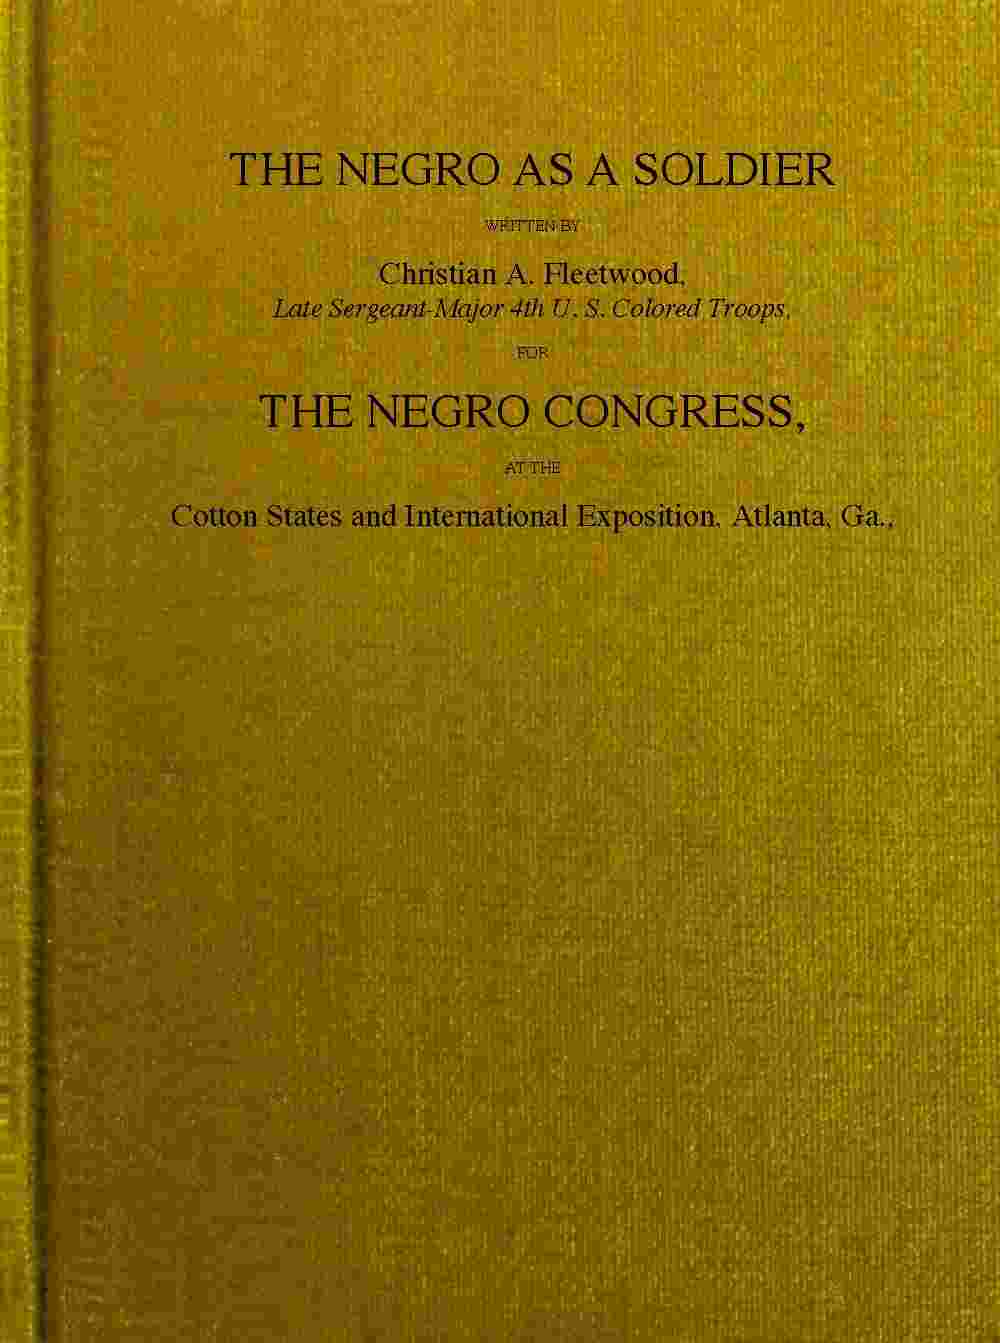 THE NEGRO AS A SOLDIER
WRITTEN BY
Christian A. Fleetwood,
Late Sergeant-Major 4th U. S. Colored Troops,
FOR
THE NEGRO CONGRESS,
AT THE
Cotton States and International Exposition, Atlanta, Ga.,